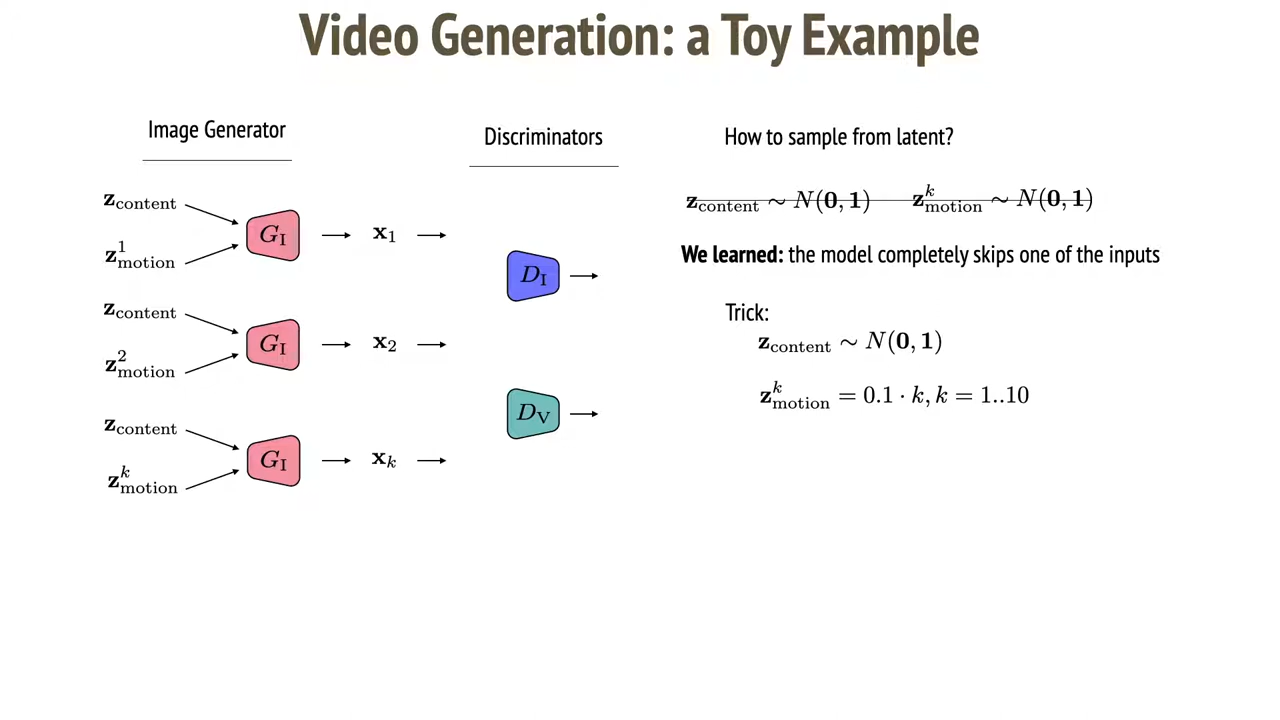 Video Generation: a Toy Example
Image Generator
z_content
z^1_motion
G_I
x_1
z_content
z^2_motion
G_I
x_2
z_content
z^k_motion
G_I
x_k
Discriminators
D_I
D_V
How to sample from latent?
z_content ∼ N(0, 1) z^k_motion ∼ N(0, 1)
We learned: the model completely skips one of the inputs
Trick:
z_content ∼ N(0, 1)
z^k_motion = 0.1 · k, k = 1..10